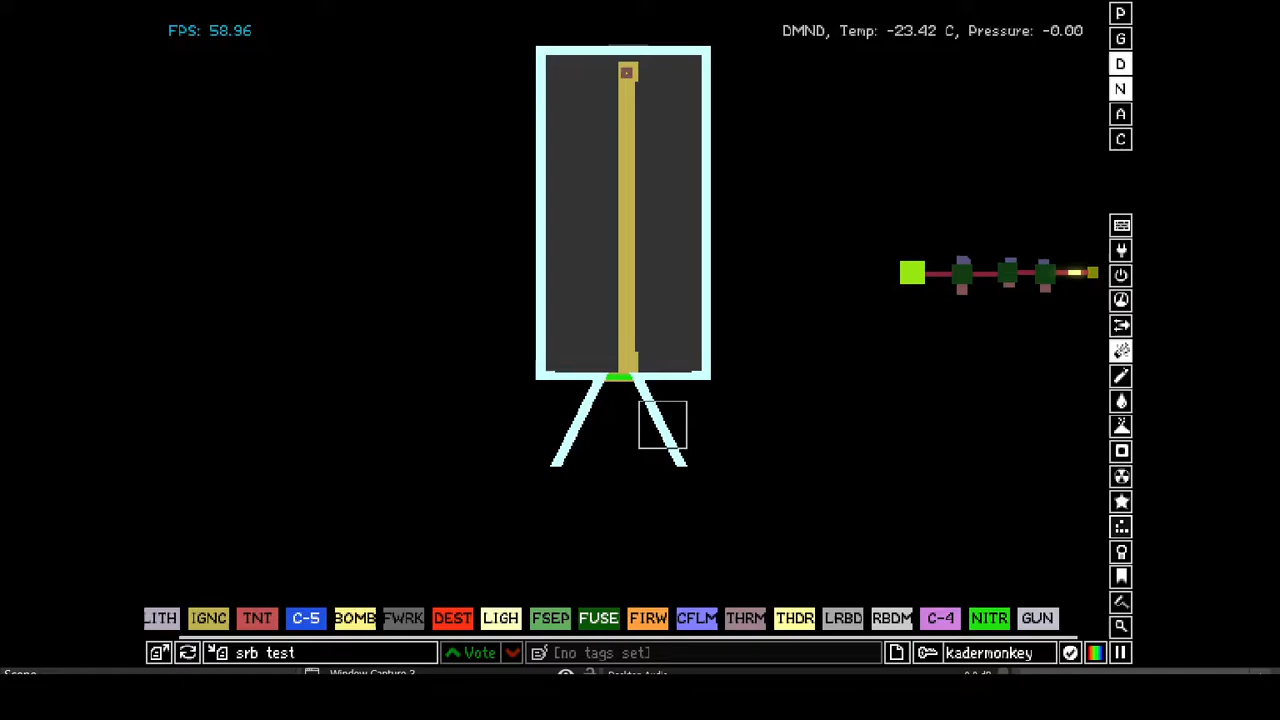 FPS: 58.96
DMND, Temp: -23.42 C, Pressure: -0.00
P
G
D
N
A
C
LITH IGNC TNT C-5 BOMB FWRK DEST LIGH FSEP FUSE FIRW CFLM THRM THDR LRBD RBDM C-4 NITR GUN
srb test Vote [no tags set] kadermonkey